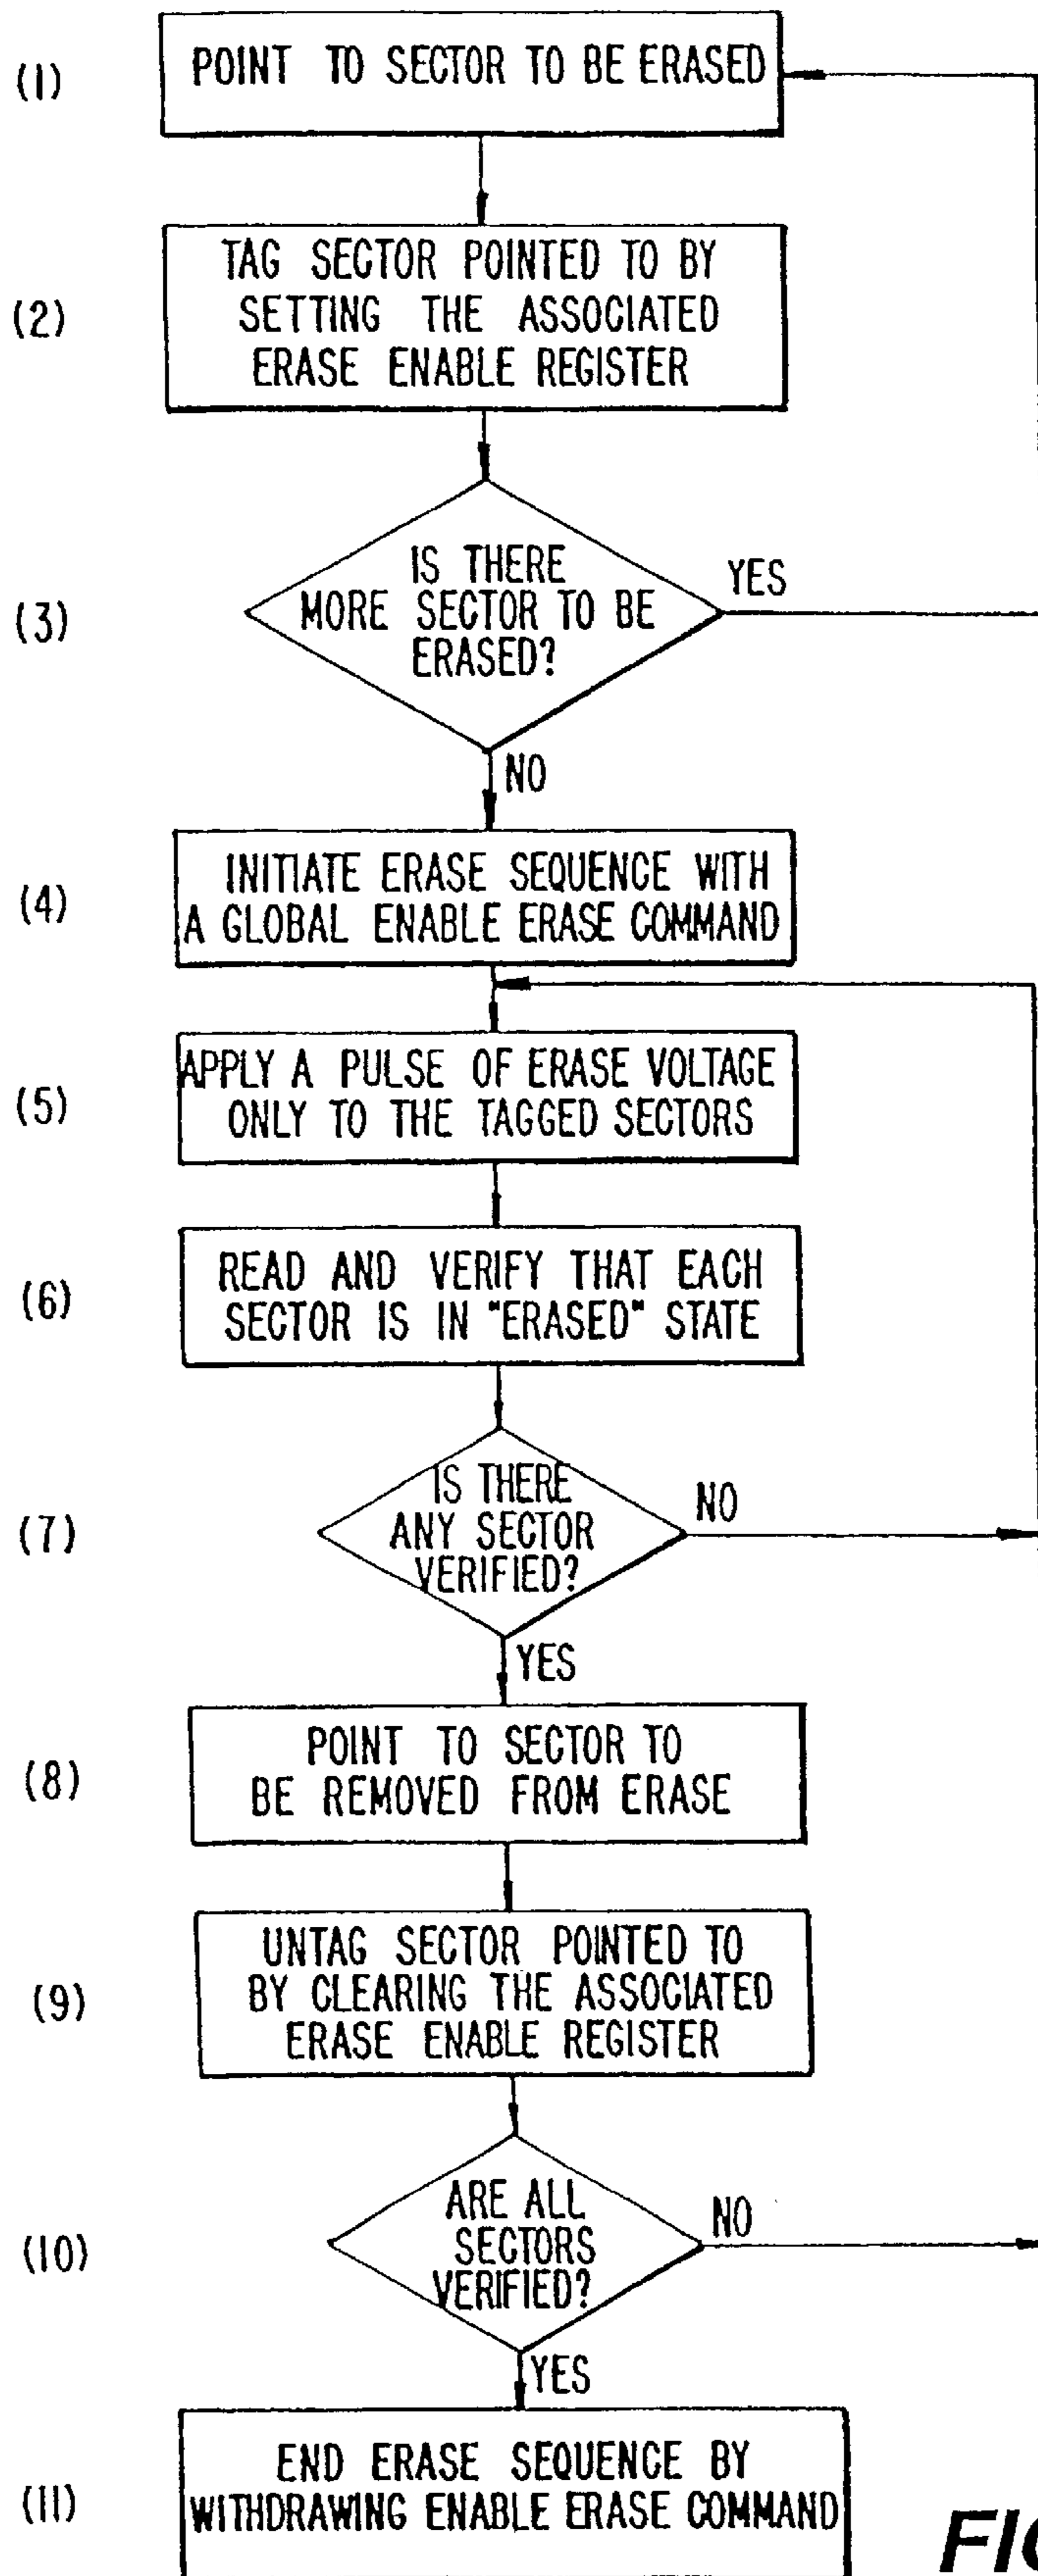 (1)
POINT TO SECTOR TO BE ERASED
(2)
TAG SECTOR POINTED TO BY
SETTING THE ASSOCIATED
ERASE ENABLE REGISTER
(3)
IS THERE
MORE SECTOR TO BE
ERASED?
YES
NO
(4)
INITIATE ERASE SEQUENCE WITH
A GLOBAL ENABLE ERASE COMMAND
(5)
APPLY A PULSE OF ERASE VOLTAGE
ONLY TO THE TAGGED SECTORS
(6)
READ AND VERIFY THAT EACH
SECTOR IS IN "ERASED" STATE
(7)
IS THERE
ANY SECTOR
VERIFIED?
NO
YES
(8)
POINT TO SECTOR TO
BE REMOVED FROM ERASE
(9)
UNTAG SECTOR POINTED TO
BY CLEARING THE ASSOCIATED
ERASE ENABLE REGISTER
(10)
ARE ALL
SECTORS
VERIFIED?
NO
YES
(11)
END ERASE SEQUENCE BY
WITHDRAWING ENABLE ERASE COMMAND